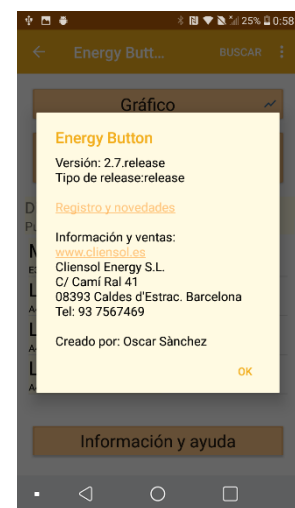 25% 0:58
Energy Butt... BUSCAR
Gráfico
Energy Button
Versión: 2.7.release
Tipo de release:release
Registro y novedades
Información y ventas:
www.cliensol.es
Cliensol Energy S.L.
C/ Camí Ral 41
08393 Caldes d'Estrac. Barcelona
Tel: 93 7567469
Creado por: Oscar Sànchez
OK
Información y ayuda